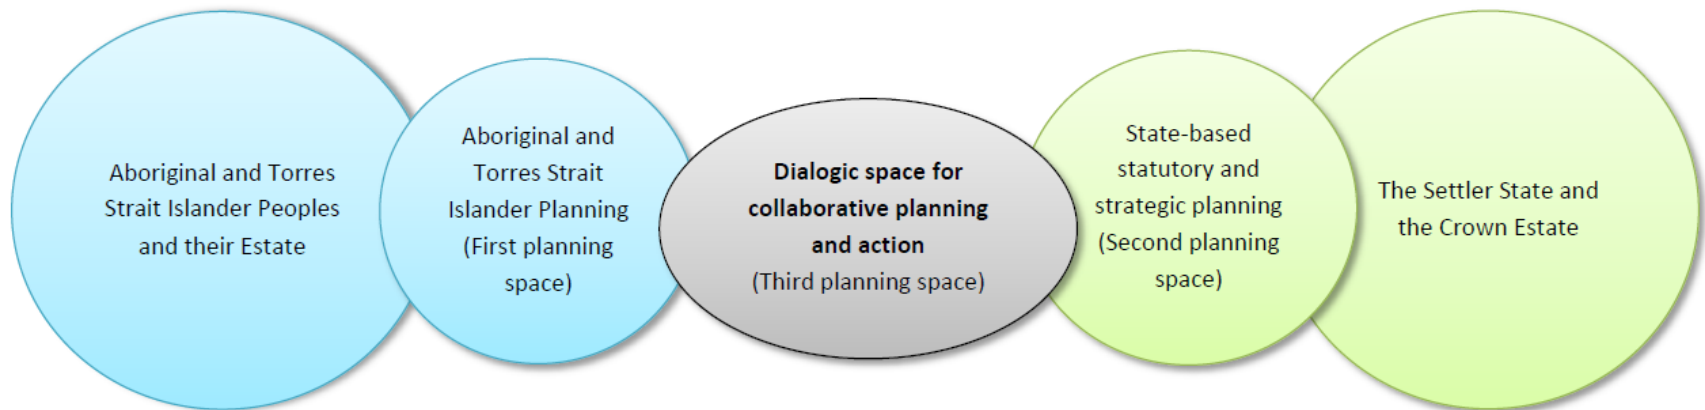 Aboriginal and Torres
Strait Islander Peoples
and their Estate
Aboriginal and
Torres Strait
Islander Planning
(First planning
space)
Dialogic space for
collaborative planning
and action
(Third planning space)
State-based
statutory and
strategic planning
(Second planning
space)
The Settler State and
the Crown Estate